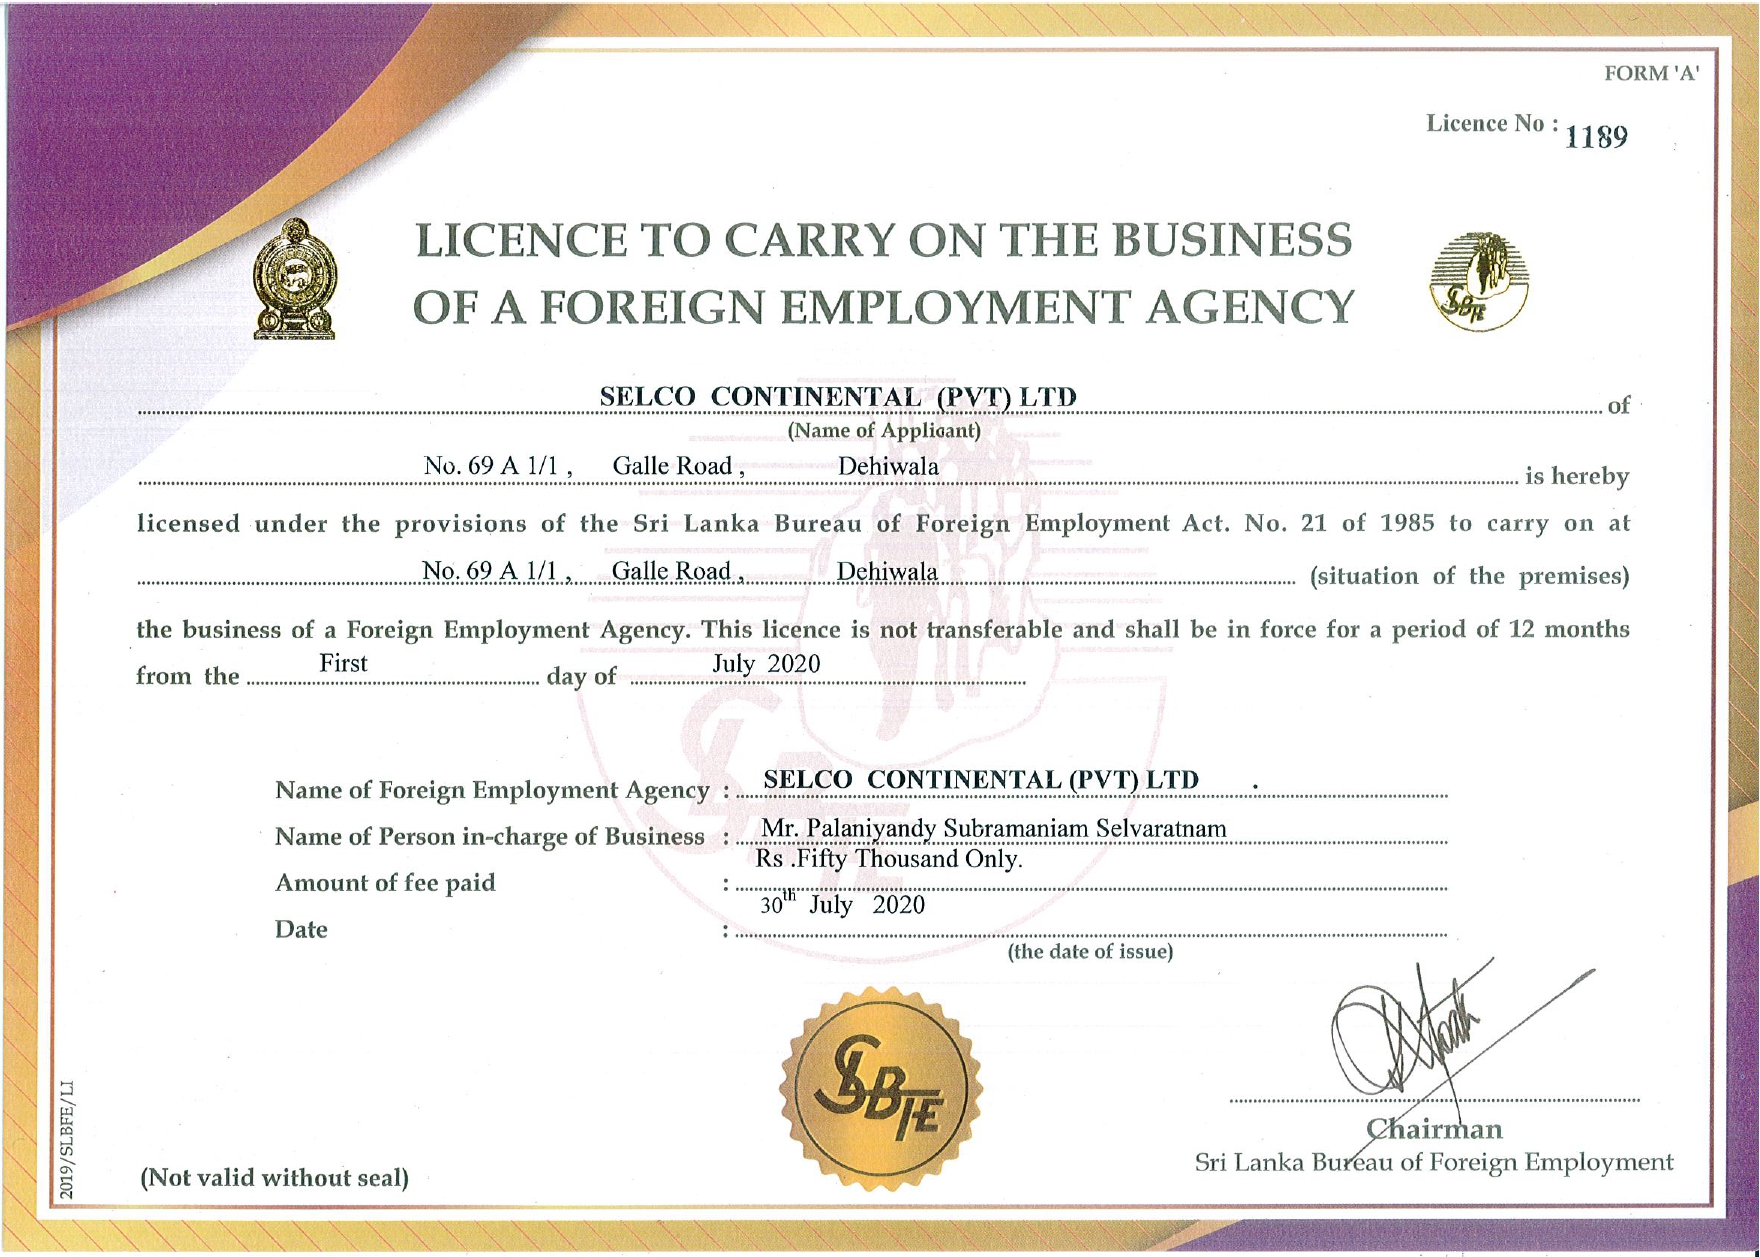 FORM 'A'
Licence No : 1189
LICENCE TO CARRY ON THE BUSINESS
OF A FOREIGN EMPLOYMENT AGENCY
SELCO CONTINENTAL (PVT) LTD of
(Name of Applicant)
No. 69 A 1/1 , Galle Road , Dehiwala is hereby
licensed under the provisions of the Sri Lanka Bureau of Foreign Employment Act. No. 21 of 1985 to carry on at
No. 69 A 1/1 , Galle Road , Dehiwala (situation of the premises)
the business of a Foreign Employment Agency. This licence is not transferable and shall be in force for a period of 12 months
from the First day of July 2020
Name of Foreign Employment Agency : SELCO CONTINENTAL (PVT) LTD .
Name of Person in-charge of Business : Mr. Palaniyandy Subramaniam Selvaratnam
Amount of fee paid : Rs .Fifty Thousand Only.
Date : 30th July 2020
(the date of issue)
SLBFE
Chairman
Sri Lanka Bureau of Foreign Employment
(Not valid without seal)
2019/SLBFE/LI